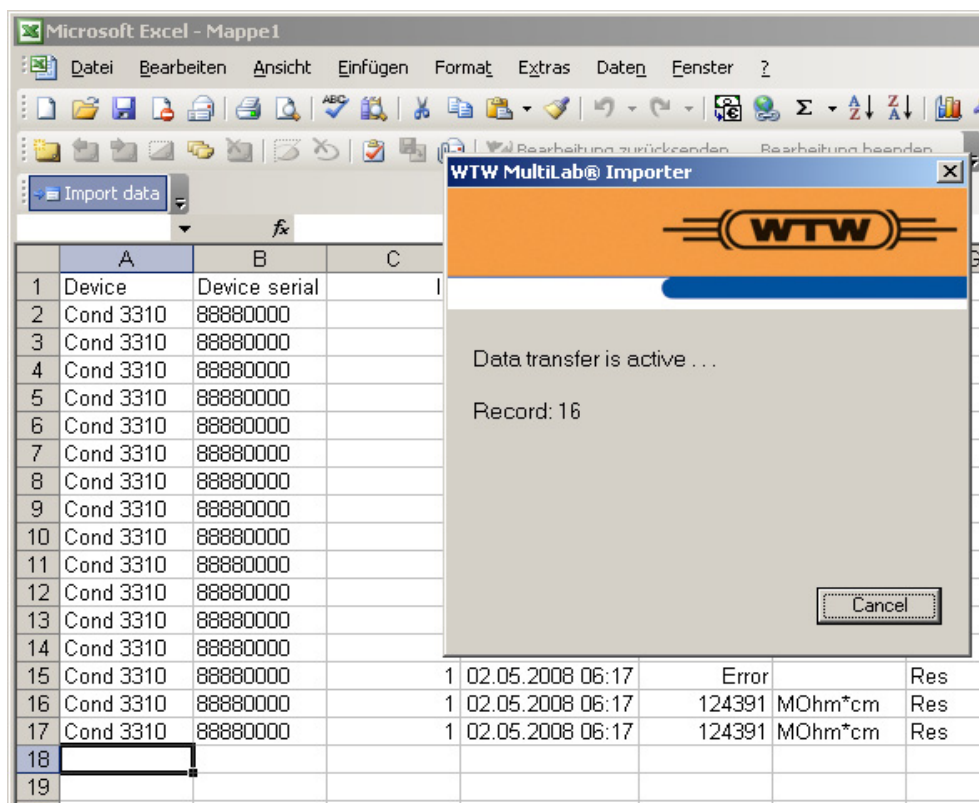 Microsoft Excel - Mappe1
Datei Bearbeiten Ansicht Einfügen Format Extras Daten Fenster ?
Bearbeitung zurücksenden Bearbeitung beenden
WTW MultiLab® Importer
Import data
WTW
fx
A B C
1 Device Device serial
2 Cond 3310 88880000
3 Cond 3310 88880000
4 Cond 3310 88880000
5 Cond 3310 88880000
6 Cond 3310 88880000
7 Cond 3310 88880000
8 Cond 3310 88880000
9 Cond 3310 88880000
10 Cond 3310 88880000
11 Cond 3310 88880000
12 Cond 3310 88880000
13 Cond 3310 88880000
14 Cond 3310 88880000
Data transfer is active . . .
Record: 16
Cancel
15 Cond 3310 88880000 1 02.05.2008 06:17 Error Res
16 Cond 3310 88880000 1 02.05.2008 06:17 124391 MOhm*cm Res
17 Cond 3310 88880000 1 02.05.2008 06:17 124391 MOhm*cm Res
18
19